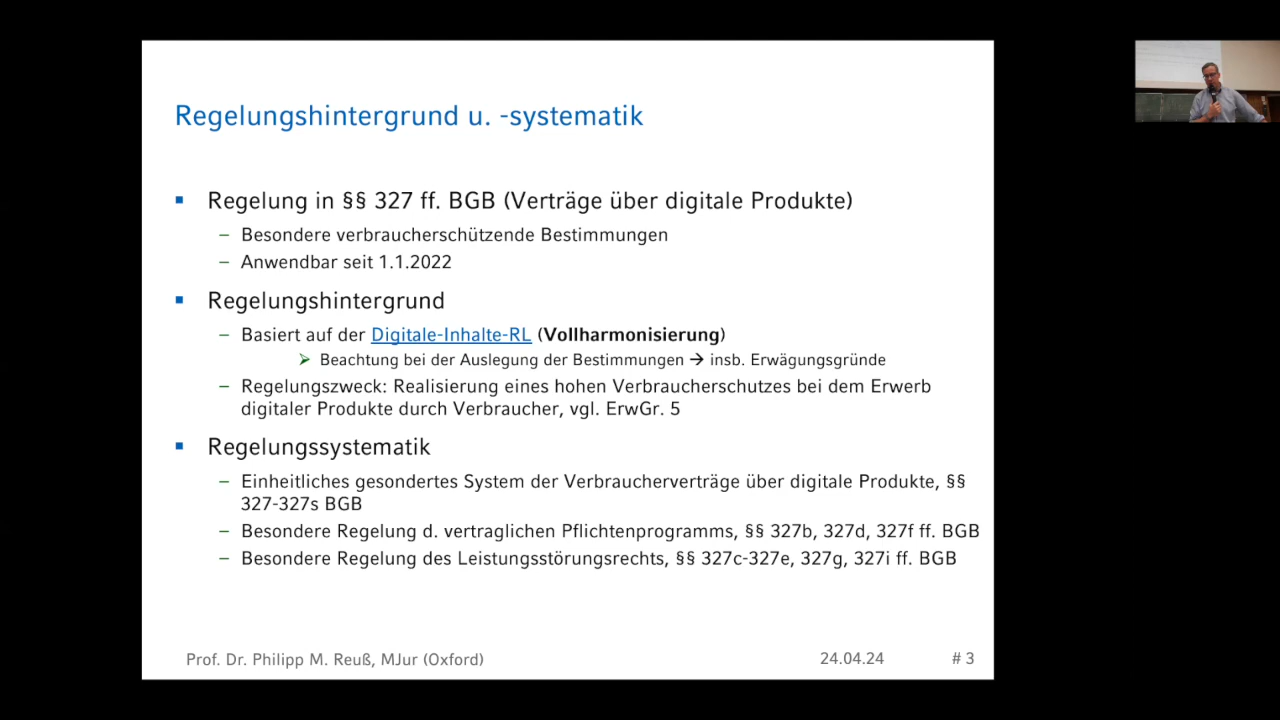 Regelungshintergrund u. -systematik
▪ Regelung in §§ 327 ff. BGB (Verträge über digitale Produkte)
– Besondere verbraucherschützende Bestimmungen
– Anwendbar seit 1.1.2022
▪ Regelungshintergrund
– Basiert auf der Digitale-Inhalte-RL (Vollharmonisierung)
➢ Beachtung bei der Auslegung der Bestimmungen → insb. Erwägungsgründe
– Regelungszweck: Realisierung eines hohen Verbraucherschutzes bei dem Erwerb
digitaler Produkte durch Verbraucher, vgl. ErwGr. 5
▪ Regelungssystematik
– Einheitliches gesondertes System der Verbraucherverträge über digitale Produkte, §§
327-327s BGB
– Besondere Regelung d. vertraglichen Pflichtenprogramms, §§ 327b, 327d, 327f ff. BGB
– Besondere Regelung des Leistungsstörungsrechts, §§ 327c-327e, 327g, 327i ff. BGB
Prof. Dr. Philipp M. Reuß, MJur (Oxford) 24.04.24 # 3